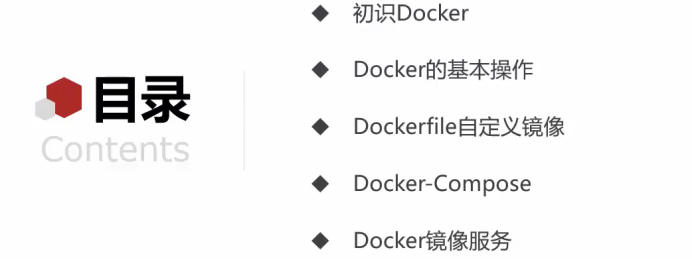 目录
Contents
初识Docker
Docker的基本操作
Dockerfile自定义镜像
Docker-Compose
Docker镜像服务